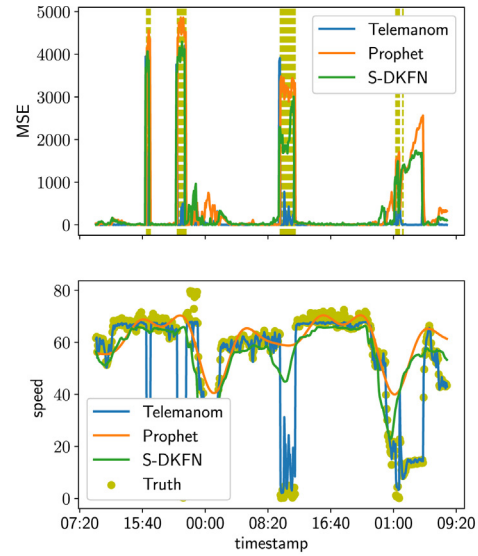 5000
4000
3000
2000
1000
0
MSE
Telemanom
Prophet
S-DKFN
80
60
40
20
0
speed
Telemanom
Prophet
S-DKFN
Truth
07:20 15:40 00:00 08:20 16:40 01:00 09:20
timestamp